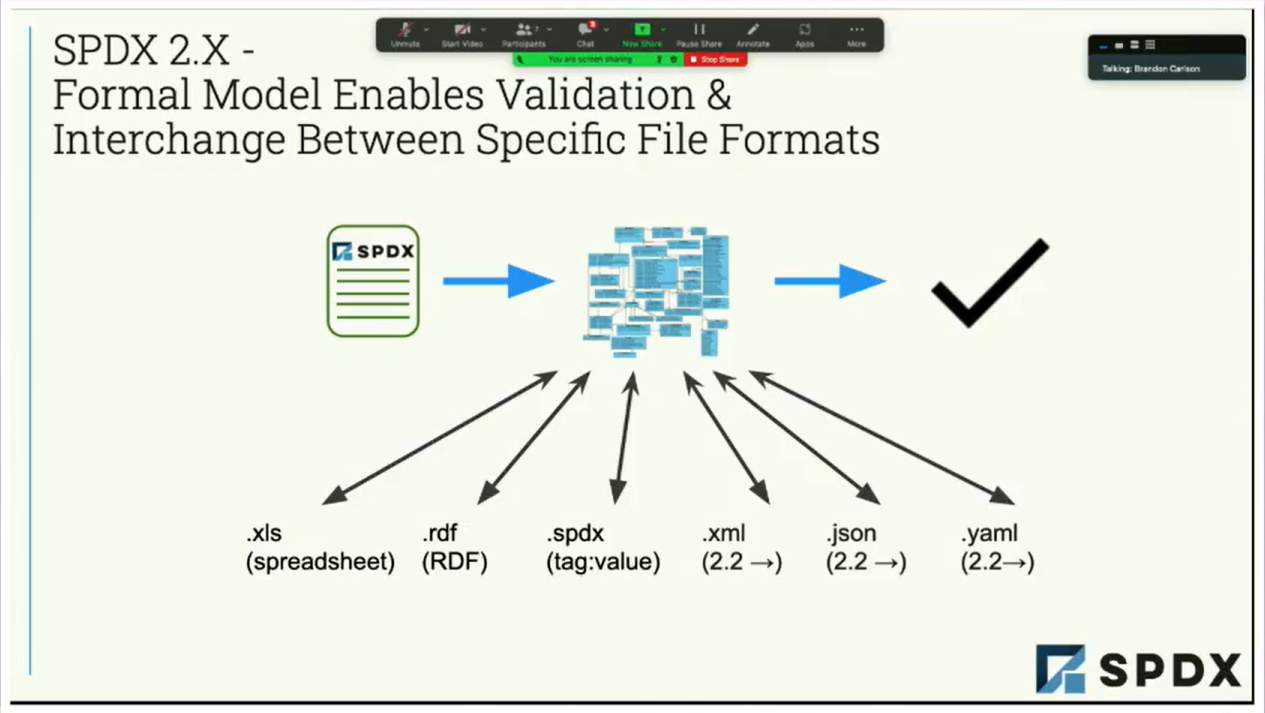 SPDX 2.X -
Formal Model Enables Validation &
Interchange Between Specific File Formats
Unmute
Start Video
Participants
7
Chat
3
New Share
Pause Share
Annotate
Apps
More
You are screen sharing
Stop Share
Talking: Brandon Carlson
SPDX
.xls
(spreadsheet)
.rdf
(RDF)
.spdx
(tag:value)
.xml
(2.2 →)
.json
(2.2 →)
.yaml
(2.2→)
SPDX